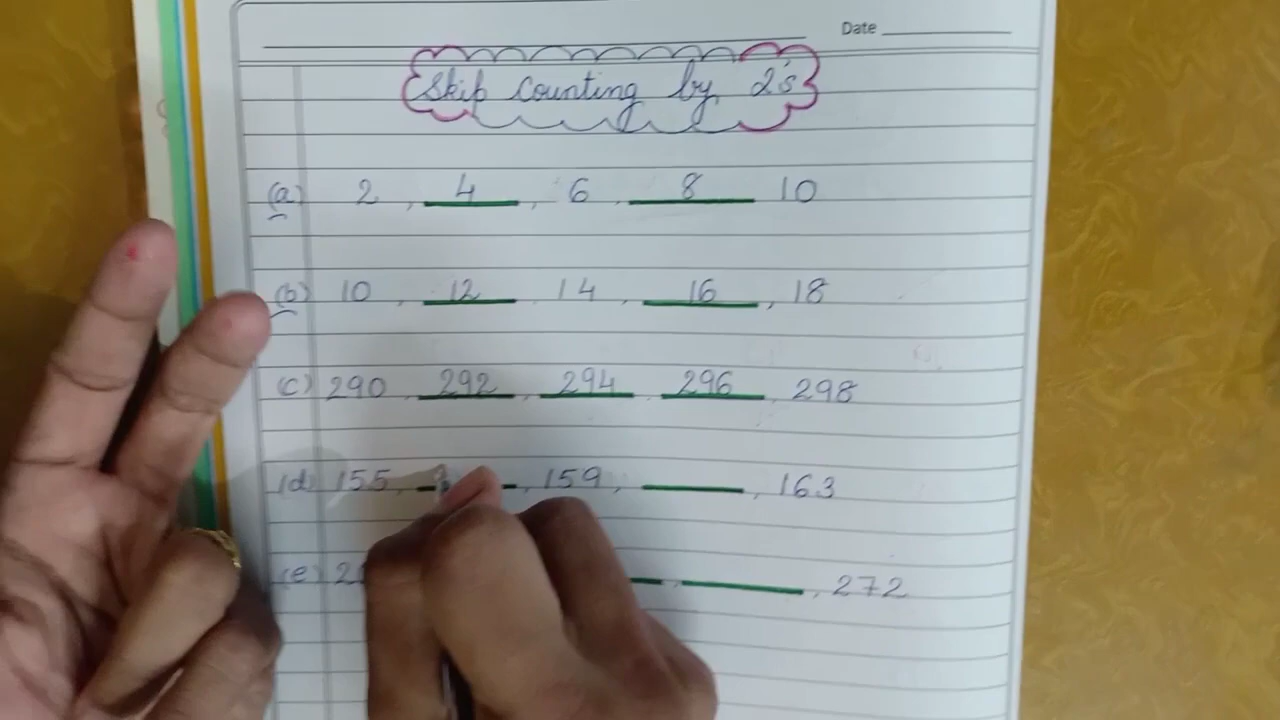 Date
Skip Counting by 2's
(a) 2, 4, 6, 8 10
(b) 10, 12 14, 16, 18
(c) 290, 292, 294, 296, 298
(d) 155, , 159, , 163
(e) , 272